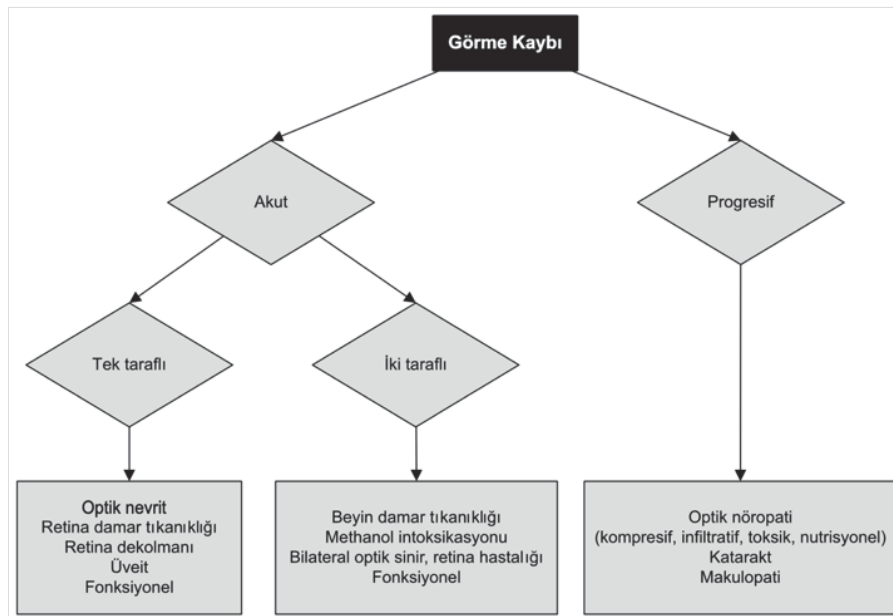 Görme Kaybı
Akut
Progresif
Tek taraflı
İki taraflı
Optik nevrit
Retina damar tıkanıklığı
Retina dekolmanı
Üveit
Fonksiyonel
Beyin damar tıkanıklığı
Methanol intoksikasyonu
Bilateral optik sinir, retina hastalığı
Fonksiyonel
Optik nöropati
(kompresif, infiltratif, toksik, nutrisyonel)
Katarakt
Makulopati